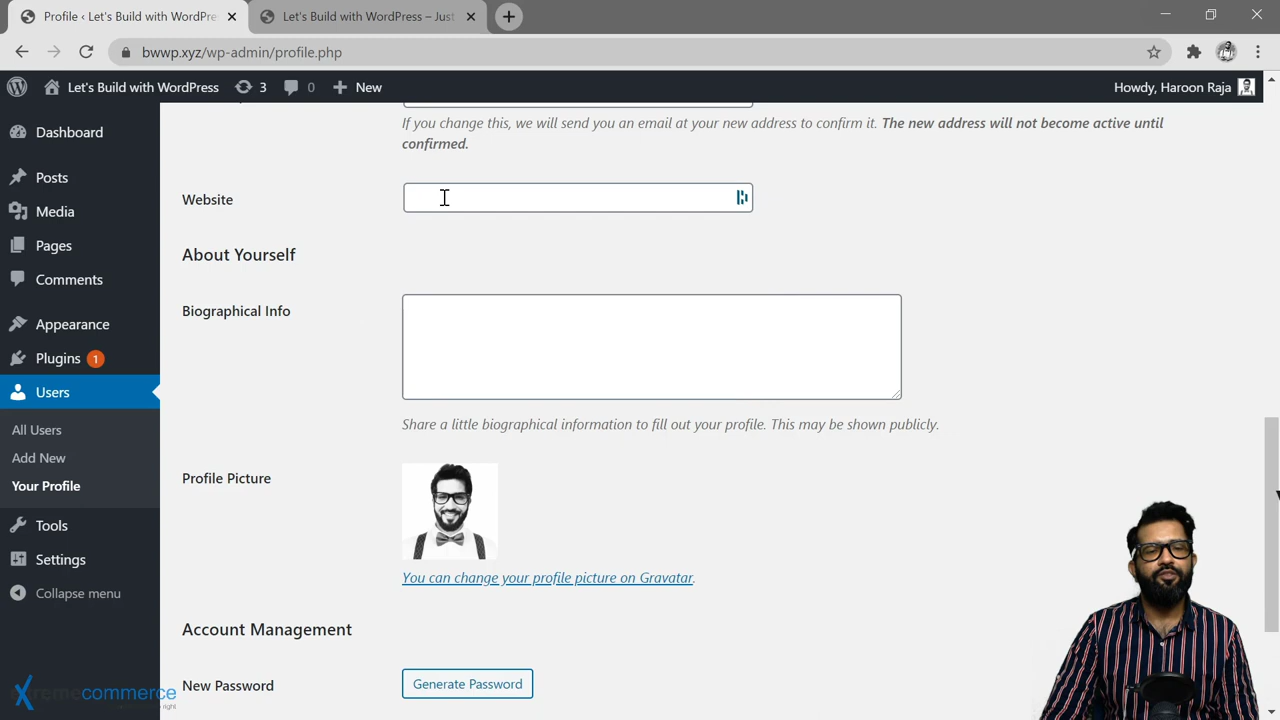 Profile ‹ Let's Build with WordPre
Let's Build with WordPress – Just
bwwp.xyz/wp-admin/profile.php
Let's Build with WordPress
3
0
New
Howdy, Haroon Raja
Dashboard
Posts
Media
Pages
Comments
Appearance
Plugins 1
Users
All Users
Add New
Your Profile
Tools
Settings
Collapse menu
If you change this, we will send you an email at your new address to confirm it. The new address will not become active until
confirmed.
Website
About Yourself
Biographical Info
Share a little biographical information to fill out your profile. This may be shown publicly.
Profile Picture
You can change your profile picture on Gravatar.
Account Management
New Password
Generate Password
xtremecommerce